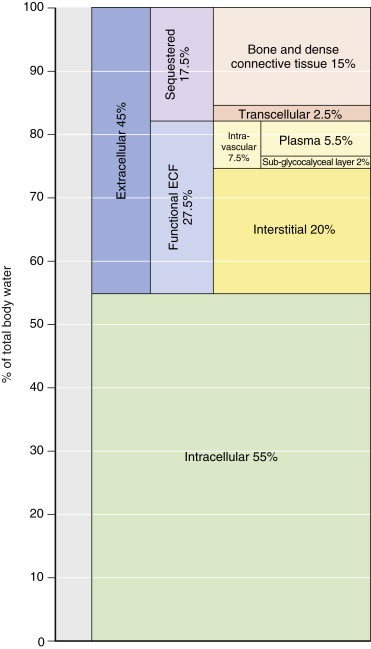 100
90
80
70
60
50
40
30
20
10
0
% of total body water
Extracellular 45%
Sequestered
17.5%
Functional ECF
27.5%
Bone and dense
connective tissue 15%
Transcellular 2.5%
Intra-
vascular
7.5%
Plasma 5.5%
Sub-glycocalyceal layer 2%
Interstitial 20%
Intracellular 55%